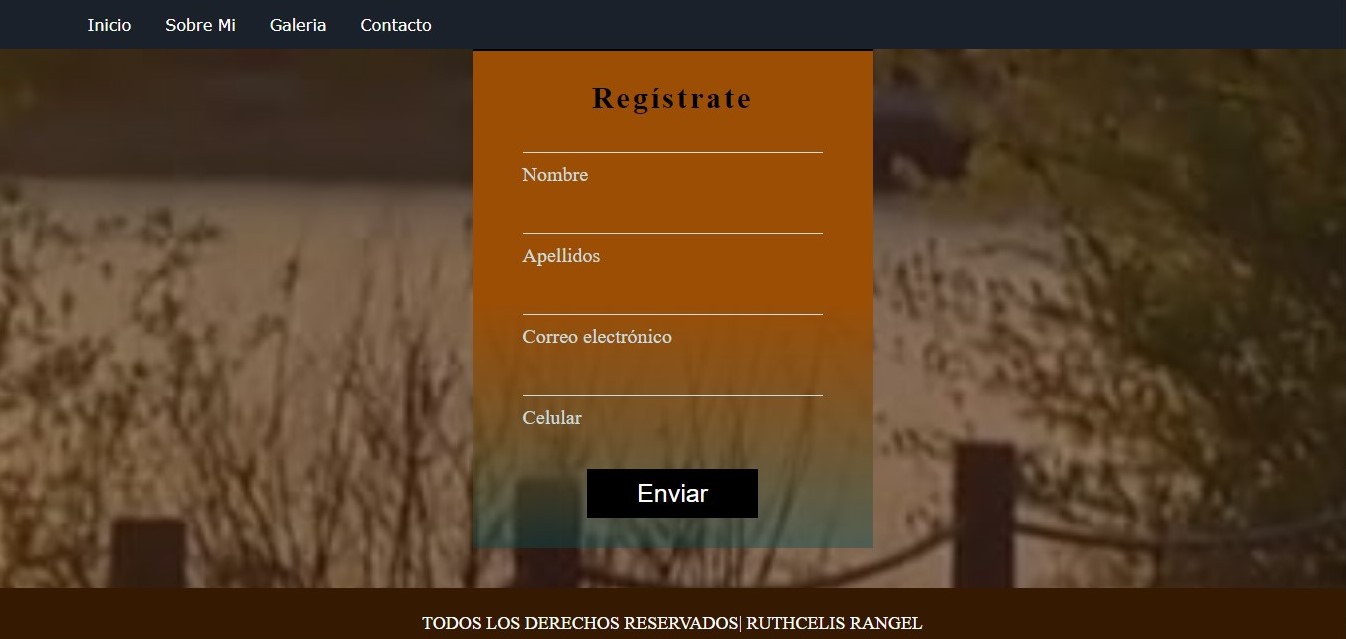 Inicio Sobre Mi Galeria Contacto
Regístrate
Nombre
Apellidos
Correo electrónico
Celular
Enviar
TODOS LOS DERECHOS RESERVADOS| RUTHCELIS RANGEL